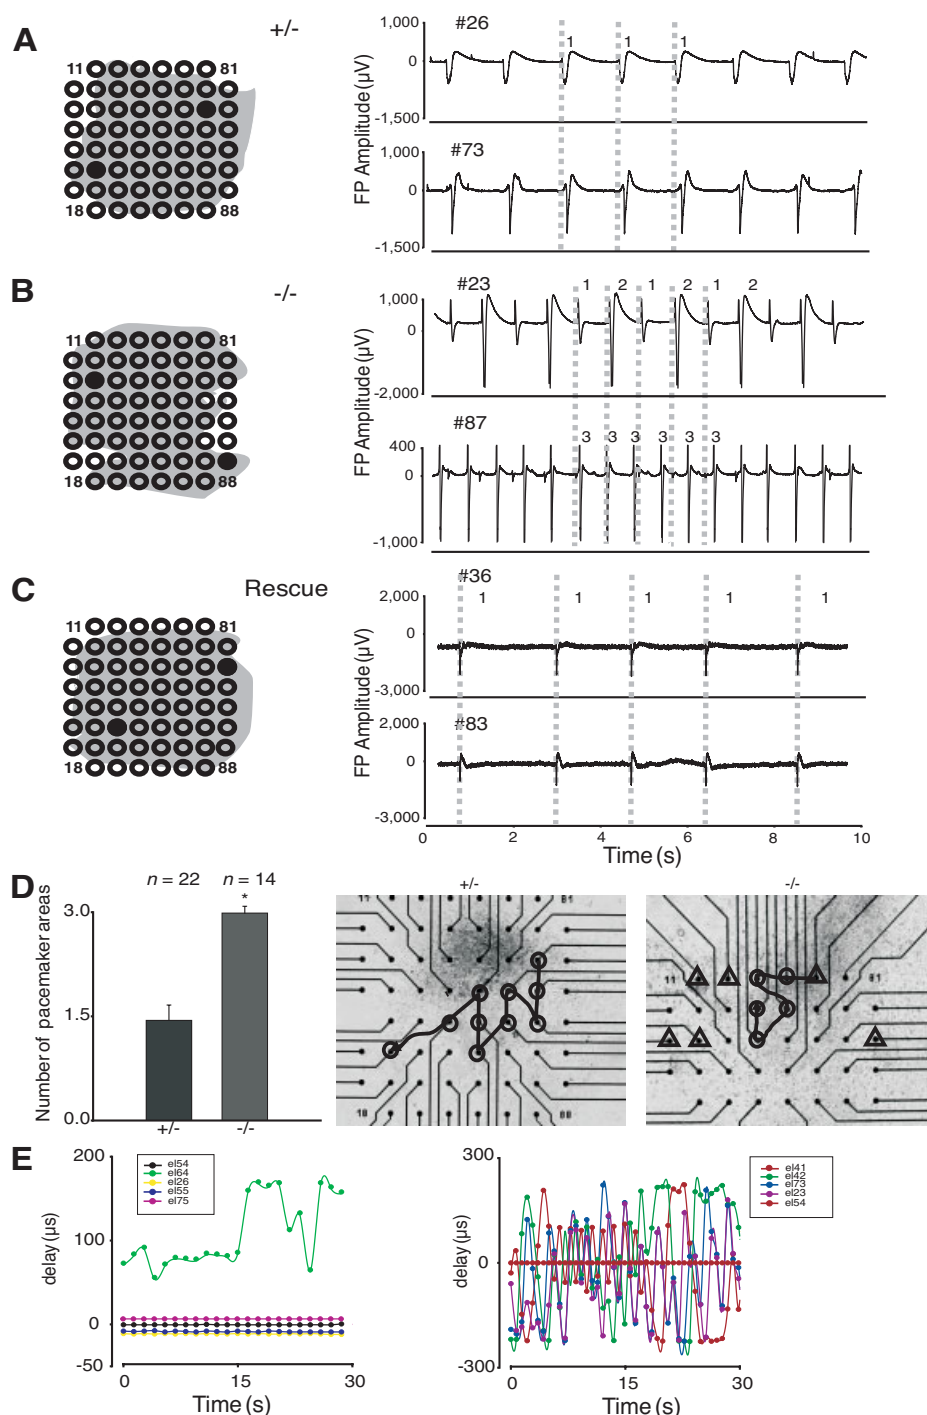 A
+/-
11
81
18
88
#26
1,000
0
-1,500
FP Amplitude (µV)
1 1 1
#73
1,000
0
-1,500
B
-/-
11
81
18
88
#23
1,000
0
-2,000
FP Amplitude (µV)
1 2 1 2 1 2
#87
400
0
-1,000
3 3 3 3 3 3
C
Rescue
11
81
18
88
#36
2,000
0
-3,000
FP Amplitude (µV)
1 1 1 1 1
#83
2,000
0
-3,000
0 2 4 6 8 10
Time (s)
D
n = 22 n = 14
*
3.0
1.5
0.0
Number of pacemaker areas
+/- -/-
+/-
11 81
18 88
-/-
11 81
E
200
100
0
-50
delay (µs)
el54
el64
el26
el55
el75
0 15 30
Time (s)
300
0
-300
delay (µs)
el41
el42
el73
el23
el54
0 15 30
Time (s)